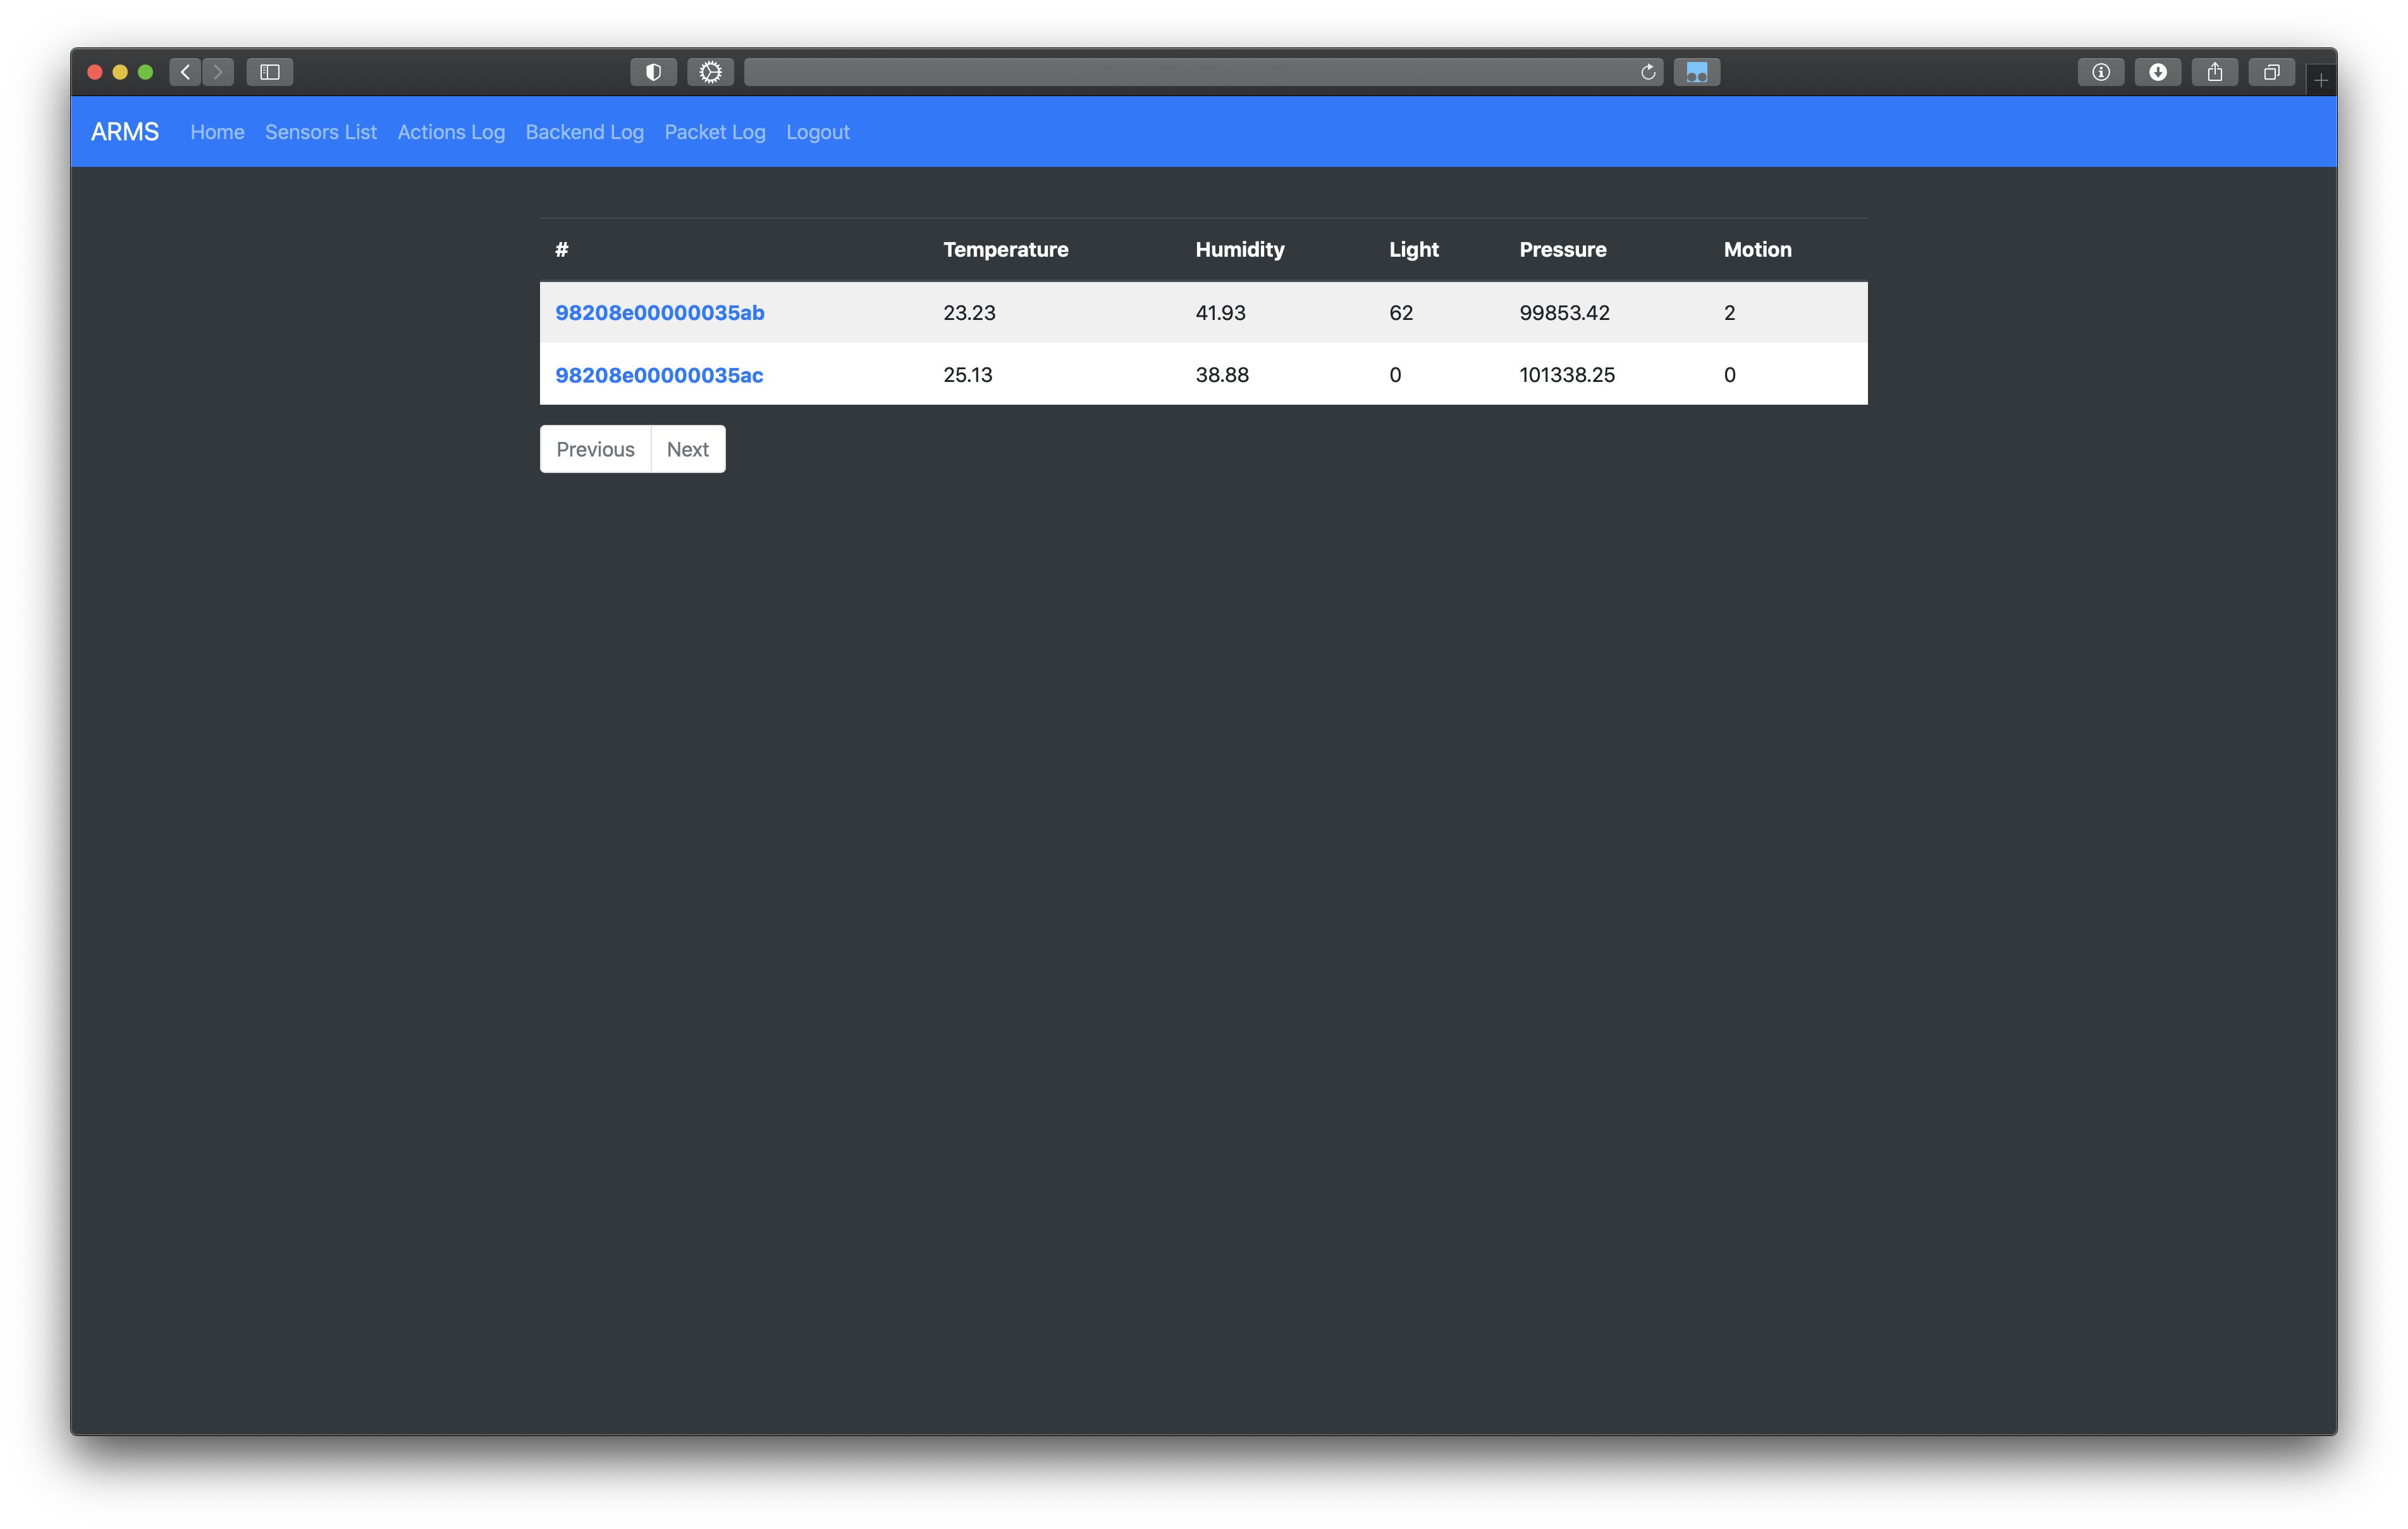 ARMS Home Sensors List Actions Log Backend Log Packet Log Logout
# Temperature Humidity Light Pressure Motion
98208e00000035ab 23.23 41.93 62 99853.42 2
98208e00000035ac 25.13 38.88 0 101338.25 0
Previous Next